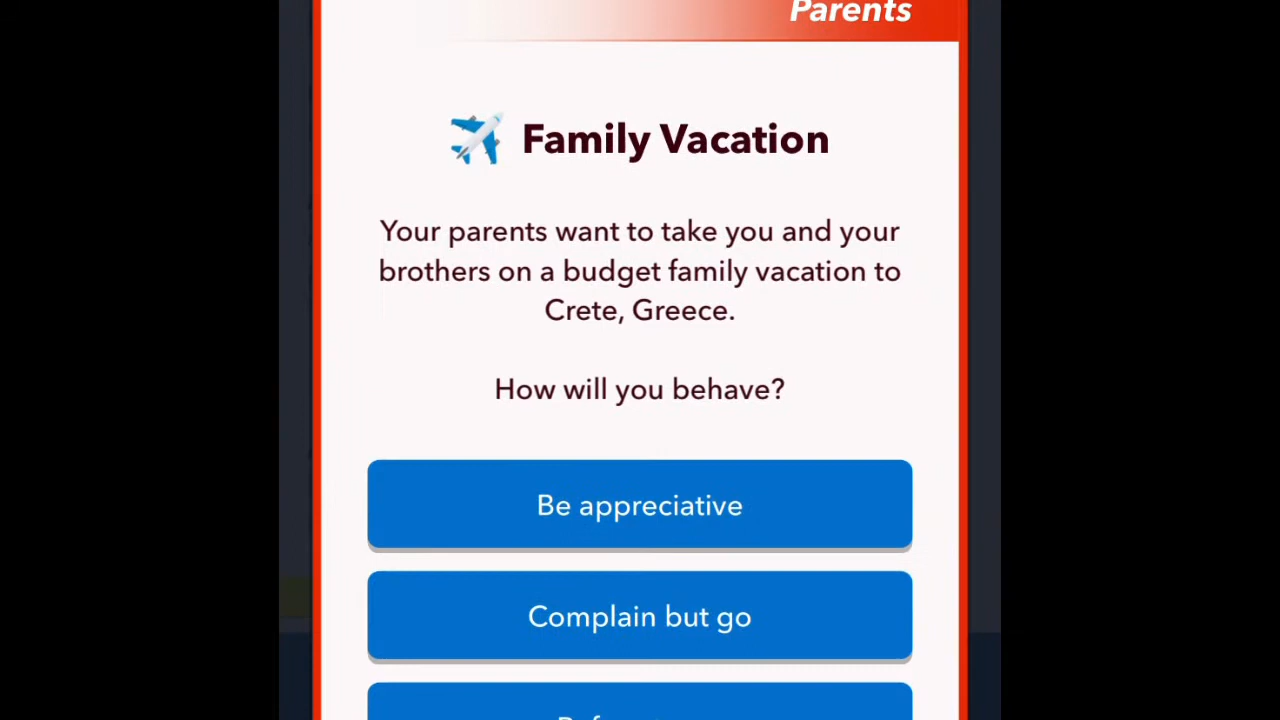 Parents
Family Vacation
Your parents want to take you and your
brothers on a budget family vacation to
Crete, Greece.
How will you behave?
Be appreciative
Complain but go